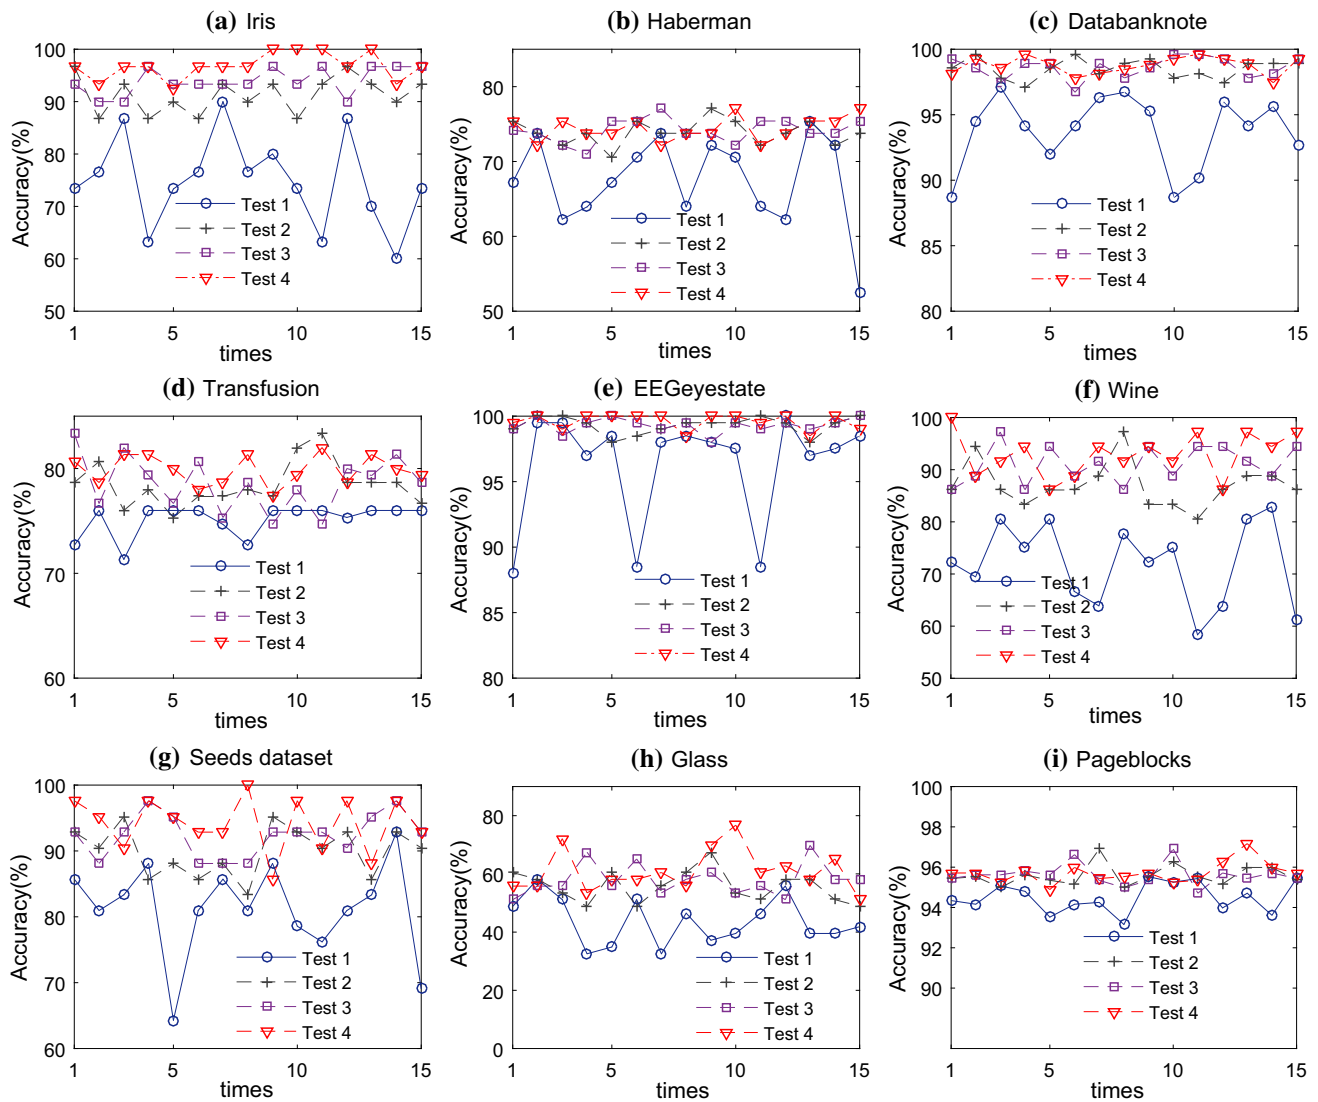 (a) Iris
Accuracy(%)
100
90
80
70
60
50
Test 1
Test 2
Test 3
Test 4
1 5 10 15
times
(b) Haberman
Accuracy(%)
80
70
60
50
Test 1
Test 2
Test 3
Test 4
1 5 10 15
times
(c) Databanknote
Accuracy(%)
100
95
90
85
80
Test 1
Test 2
Test 3
Test 4
1 5 10 15
times
(d) Transfusion
Accuracy(%)
80
70
60
Test 1
Test 2
Test 3
Test 4
1 5 10 15
times
(e) EEGeyestate
Accuracy(%)
100
95
90
85
80
Test 1
Test 2
Test 3
Test 4
1 5 10 15
times
(f) Wine
Accuracy(%)
100
90
80
70
60
50
Test 1
Test 2
Test 3
Test 4
1 5 10 15
times
(g) Seeds dataset
Accuracy(%)
100
90
80
70
60
Test 1
Test 2
Test 3
Test 4
1 5 10 15
times
(h) Glass
Accuracy(%)
80
60
40
20
0
Test 1
Test 2
Test 3
Test 4
1 5 10 15
times
(i) Pageblocks
Accuracy(%)
100
98
96
94
92
90
Test 1
Test 2
Test 3
Test 4
1 5 10 15
times